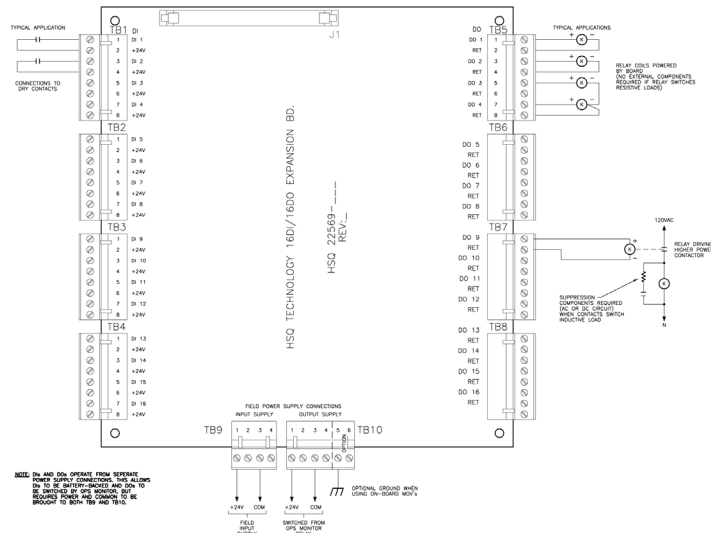 TYPICAL APPLICATION
CONNECTIONS TO
DRY CONTACTS
TB1 DI
1 DI 1
2 +24V
3 DI 2
4 +24V
5 DI 3
6 +24V
7 DI 4
8 +24V
TB2
1 DI 5
2 +24V
3 DI 6
4 +24V
5 DI 7
6 +24V
7 DI 8
8 +24V
TB3
1 DI 9
2 +24V
3 DI 10
4 +24V
5 DI 11
6 +24V
7 DI 12
8 +24V
TB4
1 DI 13
2 +24V
3 DI 14
4 +24V
5 DI 15
6 +24V
7 DI 16
8 +24V
J1
HSQ TECHNOLOGY 16DI/16DO EXPANSION BD.
HSQ 22569-___
REV:_
DO TB5
DO 1 1
RET 2
DO 2 3
RET 4
DO 3 5
RET 6
DO 4 7
RET 8
TB6
DO 5
RET
DO 6
RET
DO 7
RET
DO 8
RET
TB7
DO 9
RET
DO 10
RET
DO 11
RET
DO 12
RET
TB8
DO 13
RET
DO 14
RET
DO 15
RET
DO 16
RET
TYPICAL APPLICATIONS
+ K -
+ K -
+ K -
+ K -
RELAY COILS POWERED
BY BOARD
(NO EXTERNAL COMPONENTS
REQUIRED IF RELAY SWITCHES
RESISTIVE LOADS)
120VAC
+
K
-
RELAY DRIVING
HIGHER POWER
CONTACTOR
K
SUPPRESSION
COMPONENTS REQUIRED
(AC OR DC CIRCUIT)
WHEN CONTACTS SWITCH
INDUCTIVE LOAD
N
FIELD POWER SUPPLY CONNECTIONS
INPUT SUPPLY OUTPUT SUPPLY
TB9 1 2 3 4 1 2 3 4 5 6 TB10
OPTION
OPTIONAL GROUND WHEN
USING ON-BOARD MOV's
+24V COM +24V COM
FIELD
INPUT
SUPPLY
SWITCHED FROM
OPS MONITOR
RELAY
NOTE: DIs AND DOs OPERATE FROM SEPERATE
POWER SUPPLY CONNECTIONS, THIS ALLOWS
DIs TO BE BATTERY-BACKED AND DOs TO
BE SWITCHED BY OPS MONITOR, BUT
REQUIRES POWER AND COMMON TO BE
BROUGHT TO BOTH TB9 AND TB10.